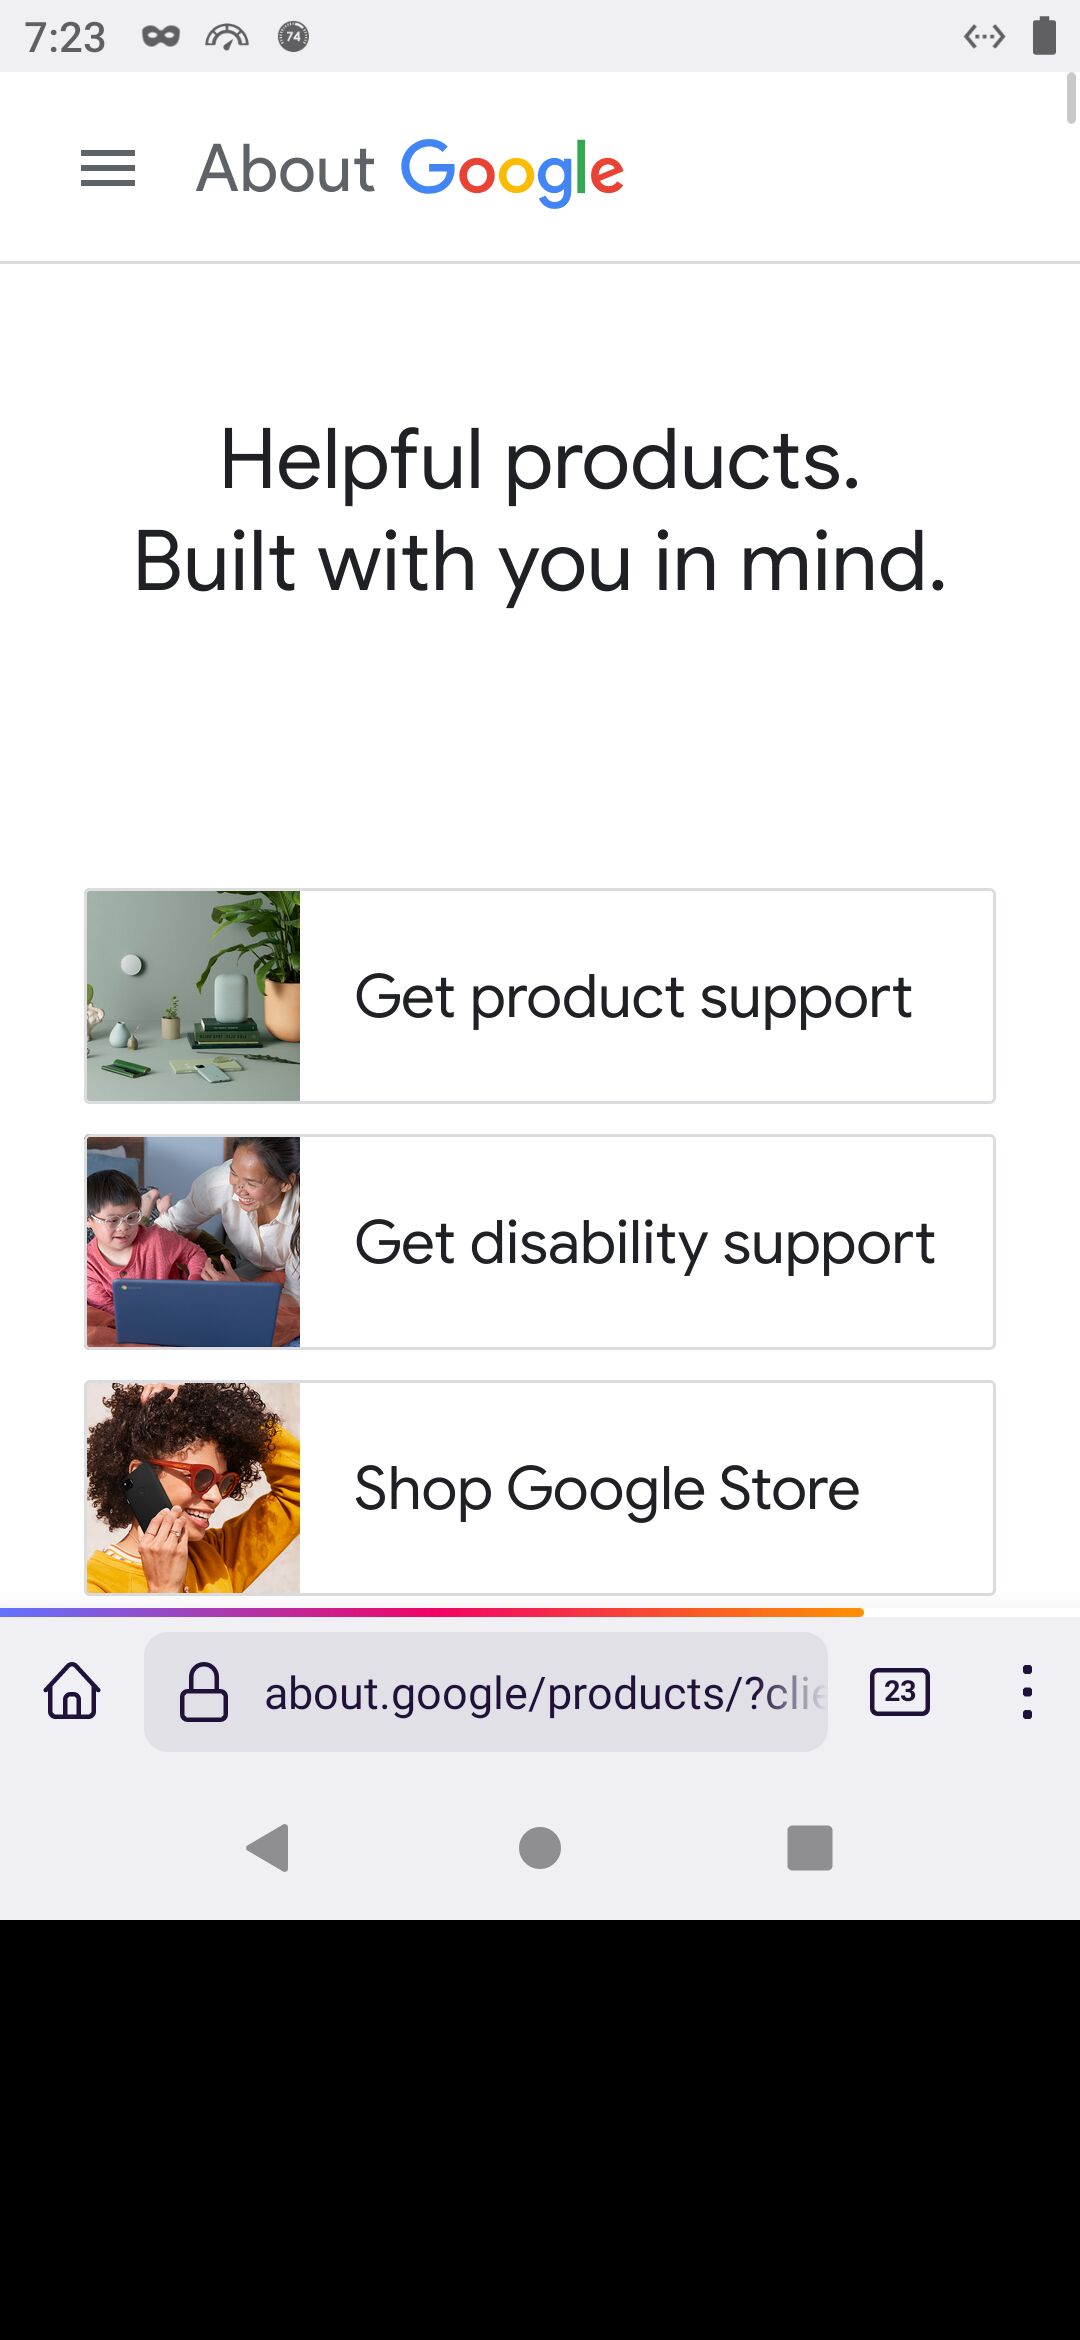 7:23
74
About Google
Helpful products.
Built with you in mind.
Get product support
Get disability support
Shop Google Store
about.google/products/?clie
23